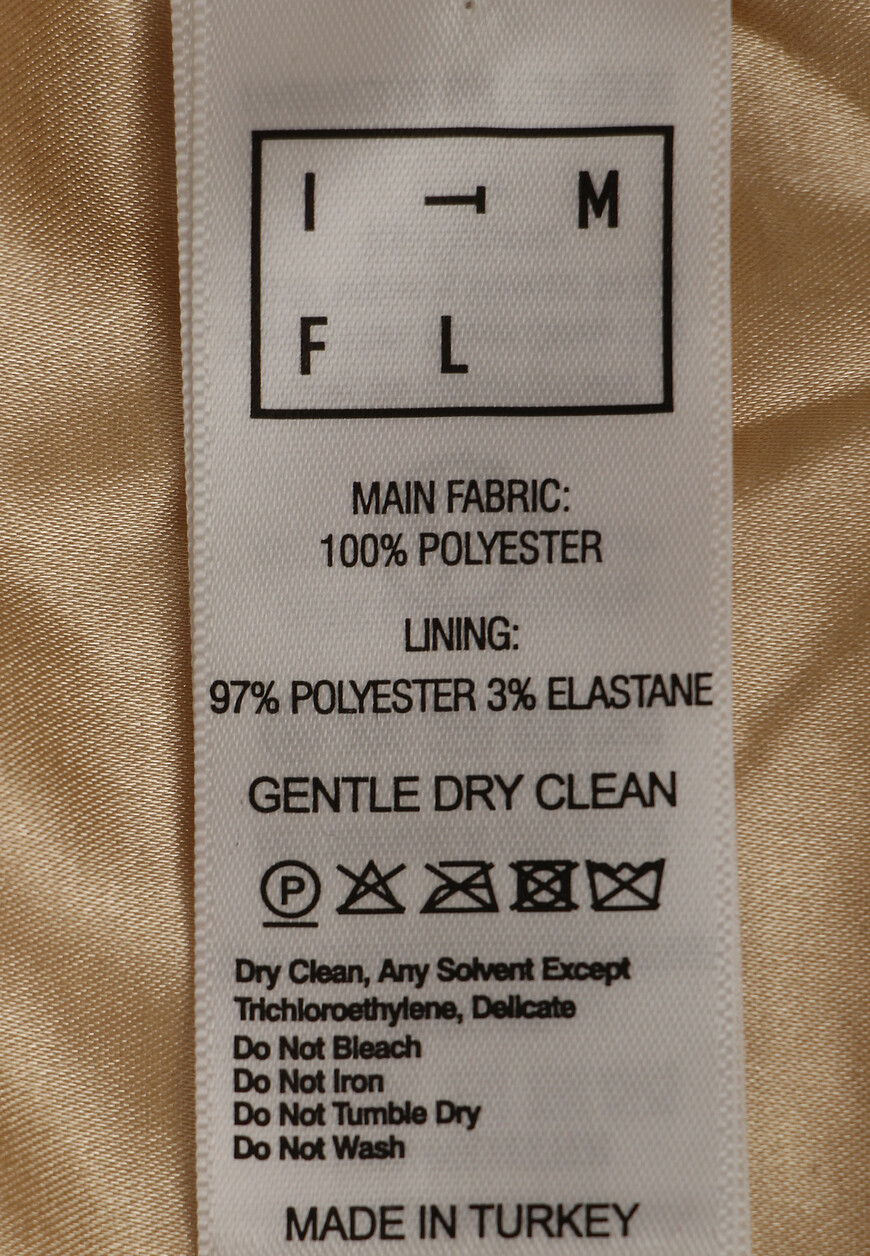 I T M
F L
MAIN FABRIC:
100% POLYESTER
LINING:
97% POLYESTER 3% ELASTANE
GENTLE DRY CLEAN
P
Dry Clean, Any Solvent Except
Trichloroethylene, Delicate
Do Not Bleach
Do Not Iron
Do Not Tumble Dry
Do Not Wash
MADE IN TURKEY